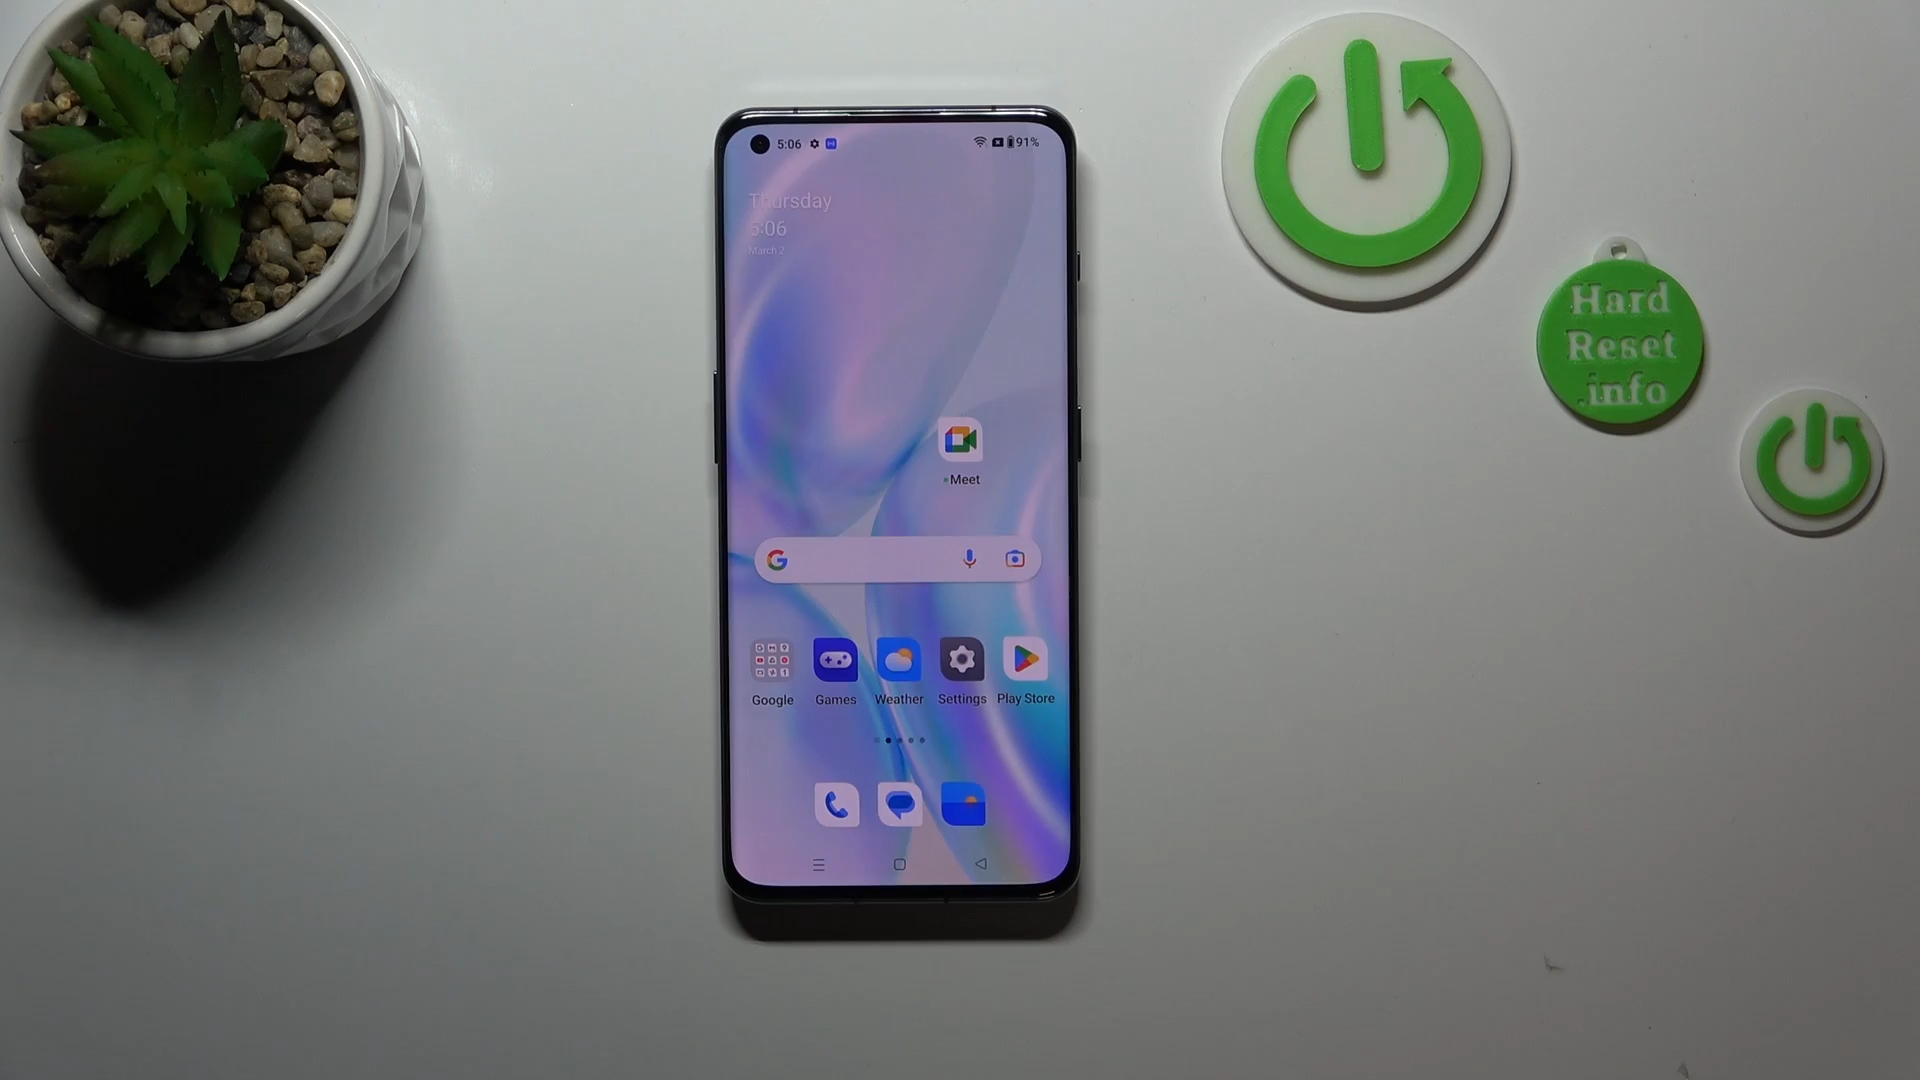 5:06
91%
Thursday
5:06
March 2
Meet
Google
Games
Weather
Settings
Play Store
Hard
Reset
.info